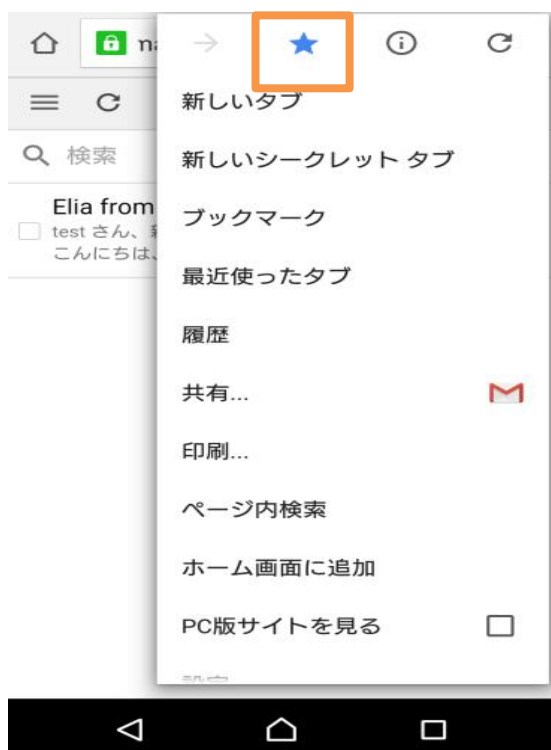 na
検索
Elia from
test さん、新
こんにちは、
新しいタブ
新しいシークレット タブ
ブックマーク
最近使ったタブ
履歴
共有...
印刷...
ページ内検索
ホーム画面に追加
PC版サイトを見る